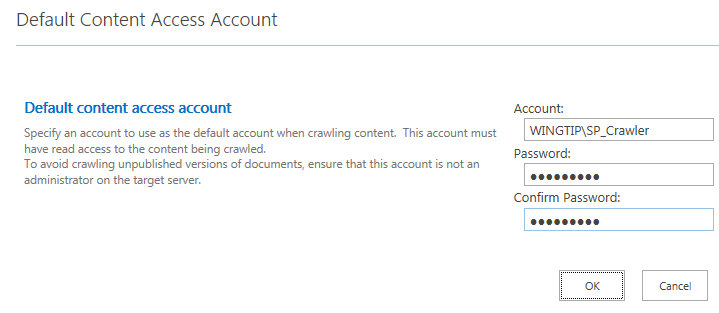 Default Content Access Account
Default content access account
Specify an account to use as the default account when crawling content.  This account must
have read access to the content being crawled.
To avoid crawling unpublished versions of documents, ensure that this account is not an
administrator on the target server.
Account:
WINGTIP\SP_Crawler
Password:
●●●●●●●●●
Confirm Password:
●●●●●●●●●
OK
Cancel